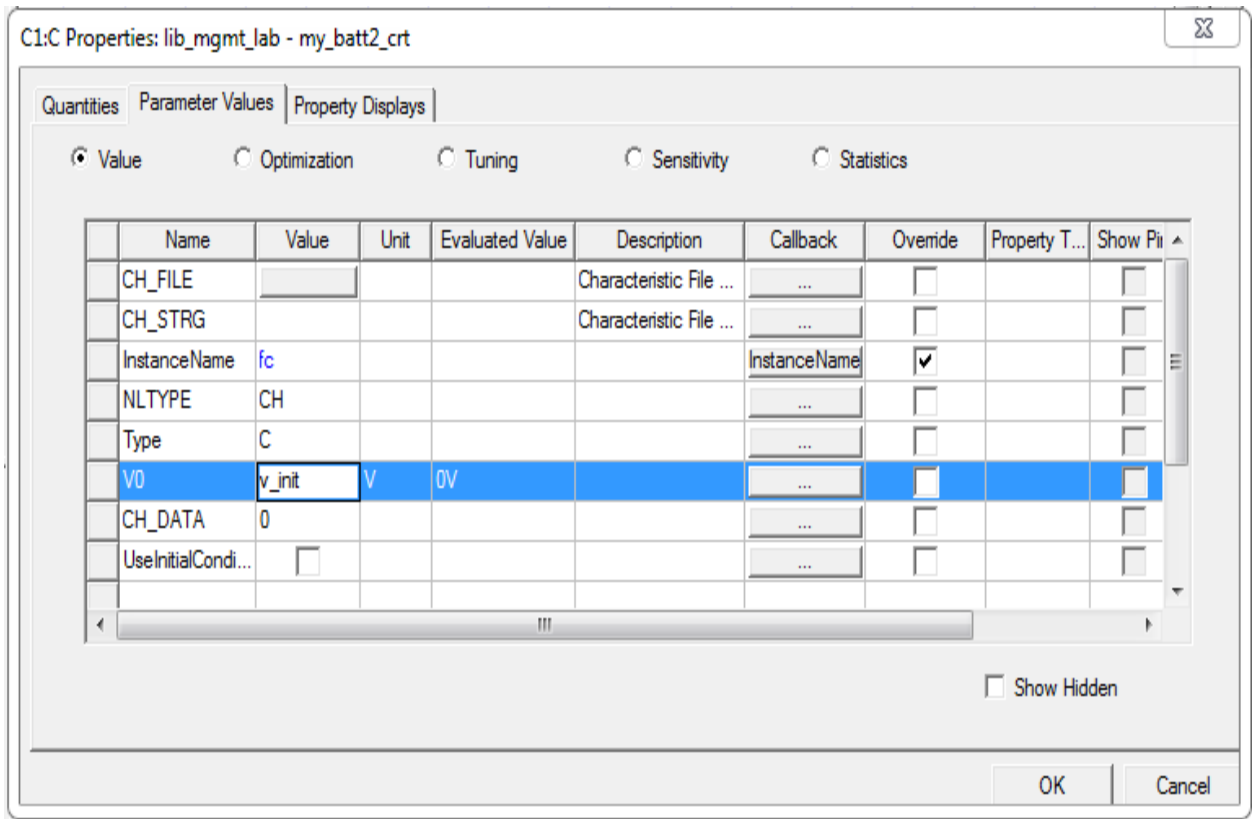 C1:C Properties: lib_mgmt_lab - my_batt2_crt
Quantities Parameter Values Property Displays
Value Optimization Tuning Sensitivity Statistics
Name Value Unit Evaluated Value Description Callback Override Property T... Show Pi
CH_FILE Characteristic File ... ...
CH_STRG Characteristic File ... ...
InstanceName fc InstanceName
NLTYPE CH ...
Type C ...
V0 v_init V 0V ...
CH_DATA 0 ...
UseInitialCondi... ...
Show Hidden
OK Cancel